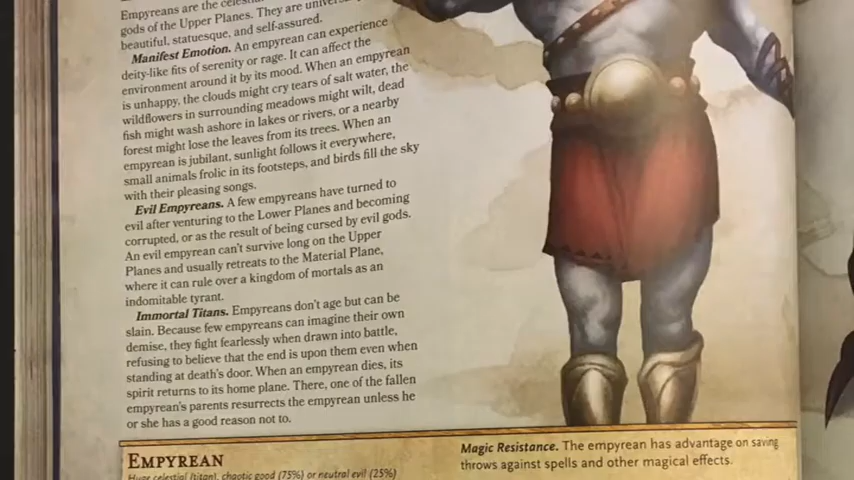 Empyreans are the celestial
gods of the Upper Planes. They are
beautiful, statuesque, and self-assured.
Manifest Emotion. An empyrean can experience
deity-like fits of serenity or rage. It can affect the
environment around it by its mood. When an empyrean
is unhappy, the clouds might cry tears of salt water, the
wildflowers in surrounding meadows might wilt, dead
fish might wash ashore in lakes or rivers, or a nearby
forest might lose the leaves from its trees. When an
empyrean is jubilant, sunlight follows it everywhere,
small animals frolic in its footsteps, and birds fill the sky
with their pleasing songs.
Evil Empyreans. A few empyreans have turned to
evil after venturing to the Lower Planes and becoming
corrupted, or as the result of being cursed by evil gods.
An evil empyrean can't survive long on the Upper
Planes and usually retreats to the Material Plane,
where it can rule over a kingdom of mortals as an
indomitable tyrant.
Immortal Titans. Empyreans don't age but can be
slain. Because few empyreans can imagine their own
demise, they fight fearlessly when drawn into battle,
refusing to believe that the end is upon them even when
standing at death's door. When an empyrean dies, its
spirit returns to its home plane. There, one of the fallen
empyrean's parents resurrects the empyrean unless he
or she has a good reason not to.
EMPYREAN
Huge celestial (titan), chaotic good (75%) or neutral evil (25%)
Magic Resistance. The empyrean has advantage on saving
throws against spells and other magical effects.